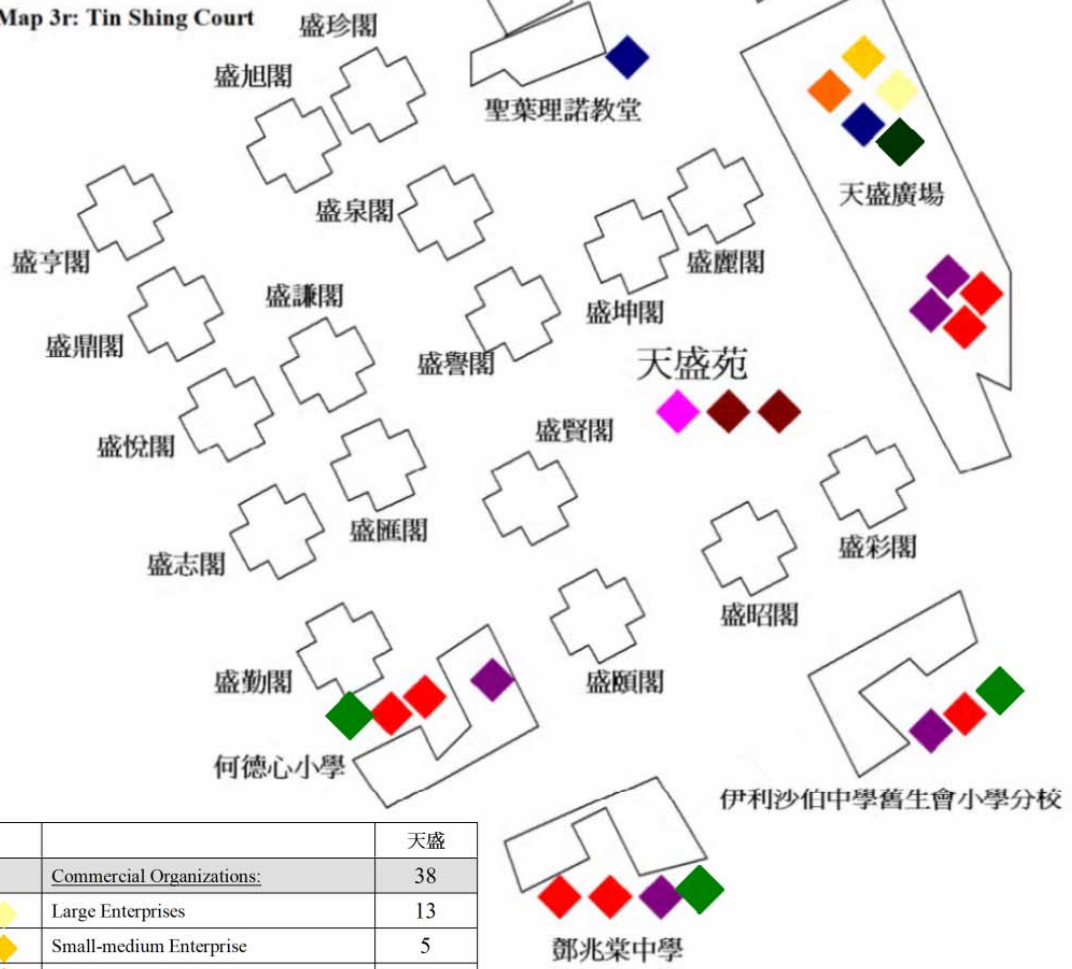 Map 3r: Tin Shing Court
盛珍閣
盛旭閣
聖葉理諾教堂
天盛廣場
盛泉閣
盛亨閣
盛麗閣
盛謙閣
盛坤閣
盛鼎閣
盛譽閣
天盛苑
盛賢閣
盛悅閣
盛匯閣
盛彩閣
盛志閣
盛昭閣
盛勤閣
盛頤閣
何德心小學
伊利沙伯中學舊生會小學分校
鄧兆棠中學
天盛
Commercial Organizations: 38
Large Enterprises 13
Small-medium Enterprise 5